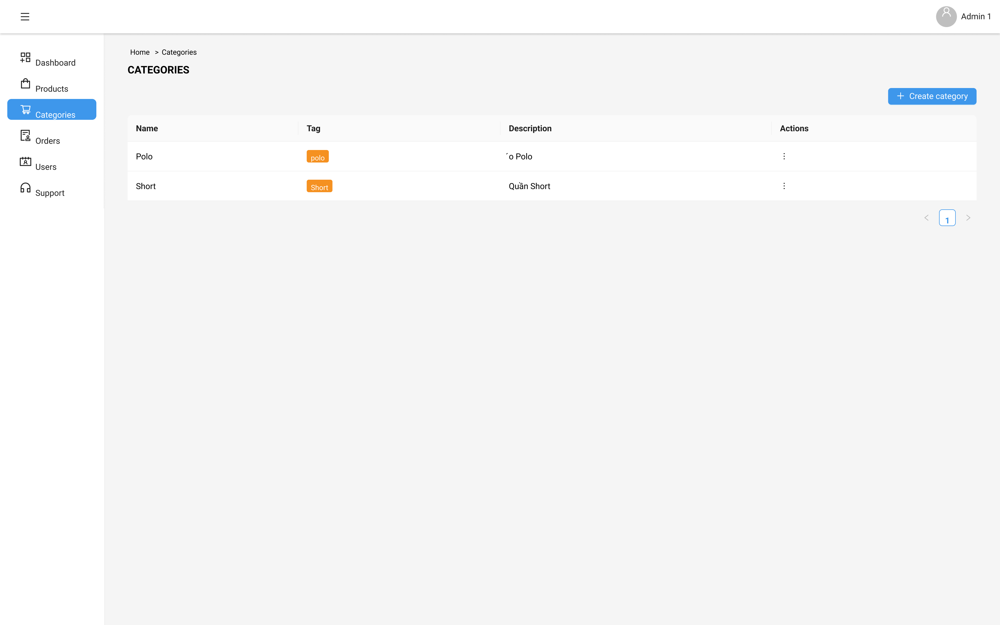 Admin 1
Dashboard
Products
Categories
Orders
Users
Support
Home > Categories
CATEGORIES
Create category
Name Tag Description Actions
Polo polo ´o Polo
Short Short Quần Short
1